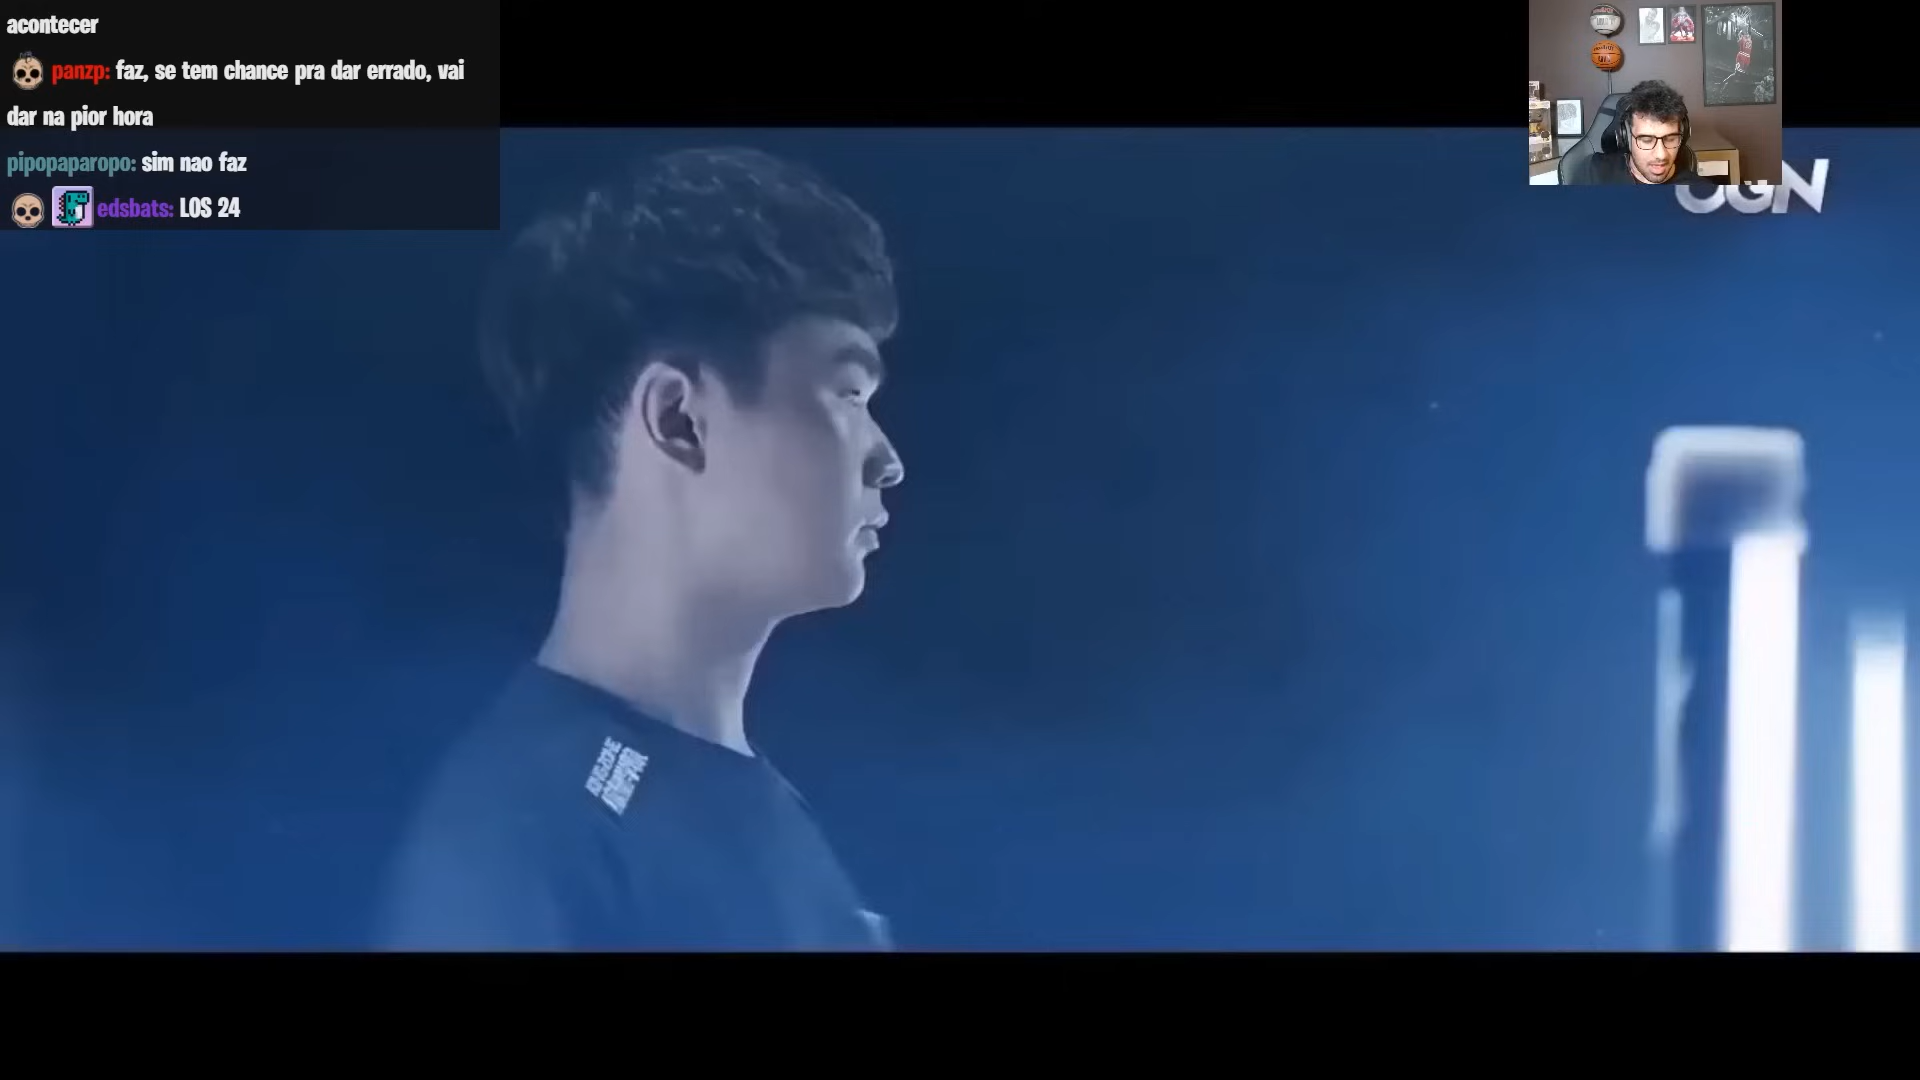 acontecer
panzp: faz, se tem chance pra dar errado, vai
dar na pior hora
pipopaparopo: sim nao faz
edsbats: LOS 24
OGN